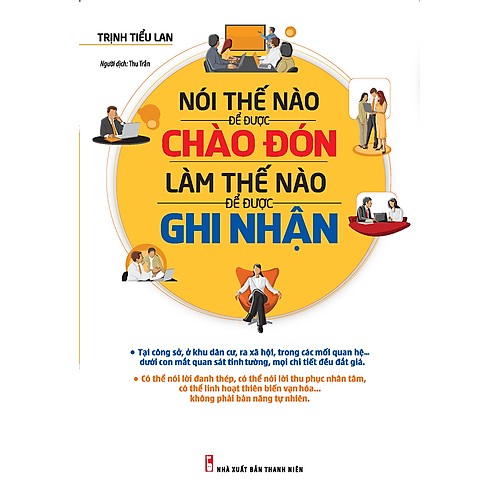 TRỊNH TIỂU LAN
Người dịch: Thu Trần
NÓI THẾ NÀO
ĐỂ ĐƯỢC
CHÀO ĐÓN
LÀM THẾ NÀO
ĐỂ ĐƯỢC
GHI NHẬN
• Tại công sở, ở khu dân cư, ra xã hội, trong các mối quan hệ...
dưới con mắt quan sát tinh tường, mọi chi tiết đều đắt giá.
• Có thể nói lời đanh thép, có thể nói lời thu phục nhân tâm,
có thể linh hoạt thiên biến vạn hóa...
không phải bản năng tự nhiên.
NHÀ XUẤT BẢN THANH NIÊN